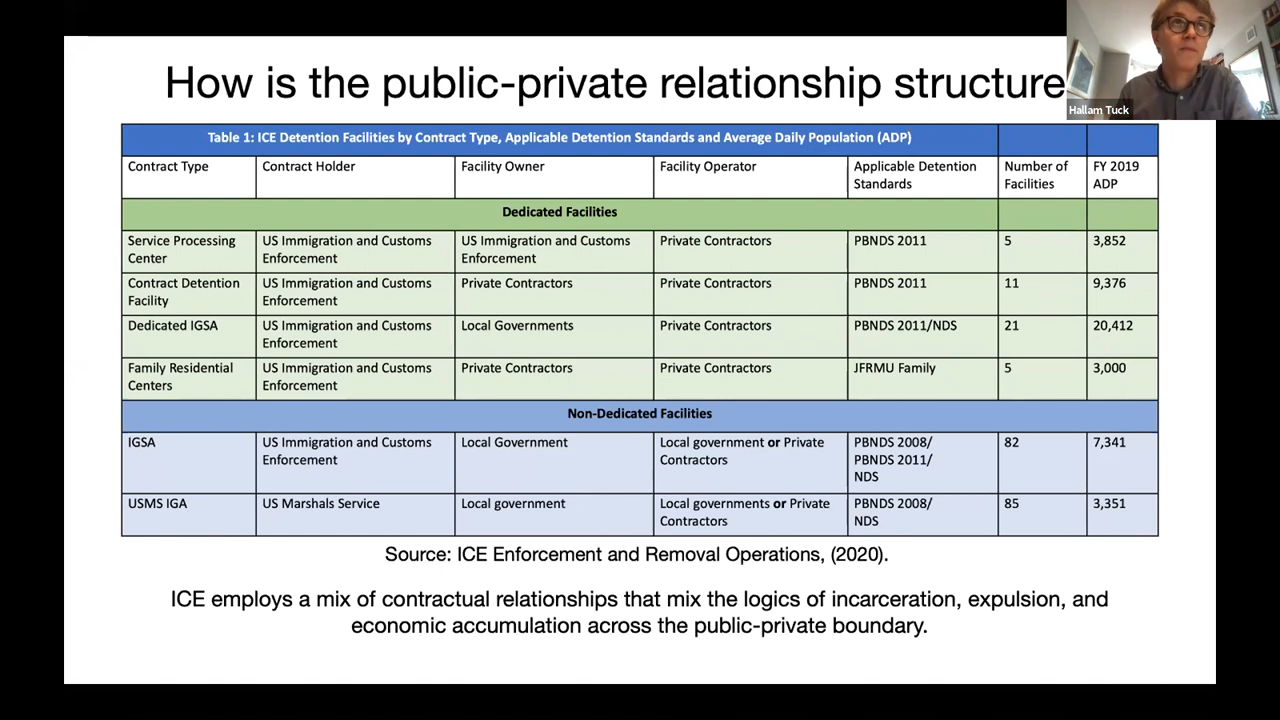 How is the public-private relationship structure
Hallam Tuck
Table 1: ICE Detention Facilities by Contract Type, Applicable Detention Standards and Average Daily Population (ADP)
Contract Type Contract Holder Facility Owner Facility Operator Applicable Detention Standards Number of Facilities FY 2019 ADP
Dedicated Facilities
Service Processing Center US Immigration and Customs Enforcement US Immigration and Customs Enforcement Private Contractors PBNDS 2011 5 3,852
Contract Detention Facility US Immigration and Customs Enforcement Private Contractors Private Contractors PBNDS 2011 11 9,376
Dedicated IGSA US Immigration and Customs Enforcement Local Governments Private Contractors PBNDS 2011/NDS 21 20,412
Family Residential Centers US Immigration and Customs Enforcement Private Contractors Private Contractors JFRMU Family 5 3,000
Non-Dedicated Facilities
IGSA US Immigration and Customs Enforcement Local Government Local government or Private Contractors PBNDS 2008/ PBNDS 2011/ NDS 82 7,341
USMS IGA US Marshals Service Local government Local governments or Private Contractors PBNDS 2008/ NDS 85 3,351
Source: ICE Enforcement and Removal Operations, (2020).
ICE employs a mix of contractual relationships that mix the logics of incarceration, expulsion, and
economic accumulation across the public-private boundary.